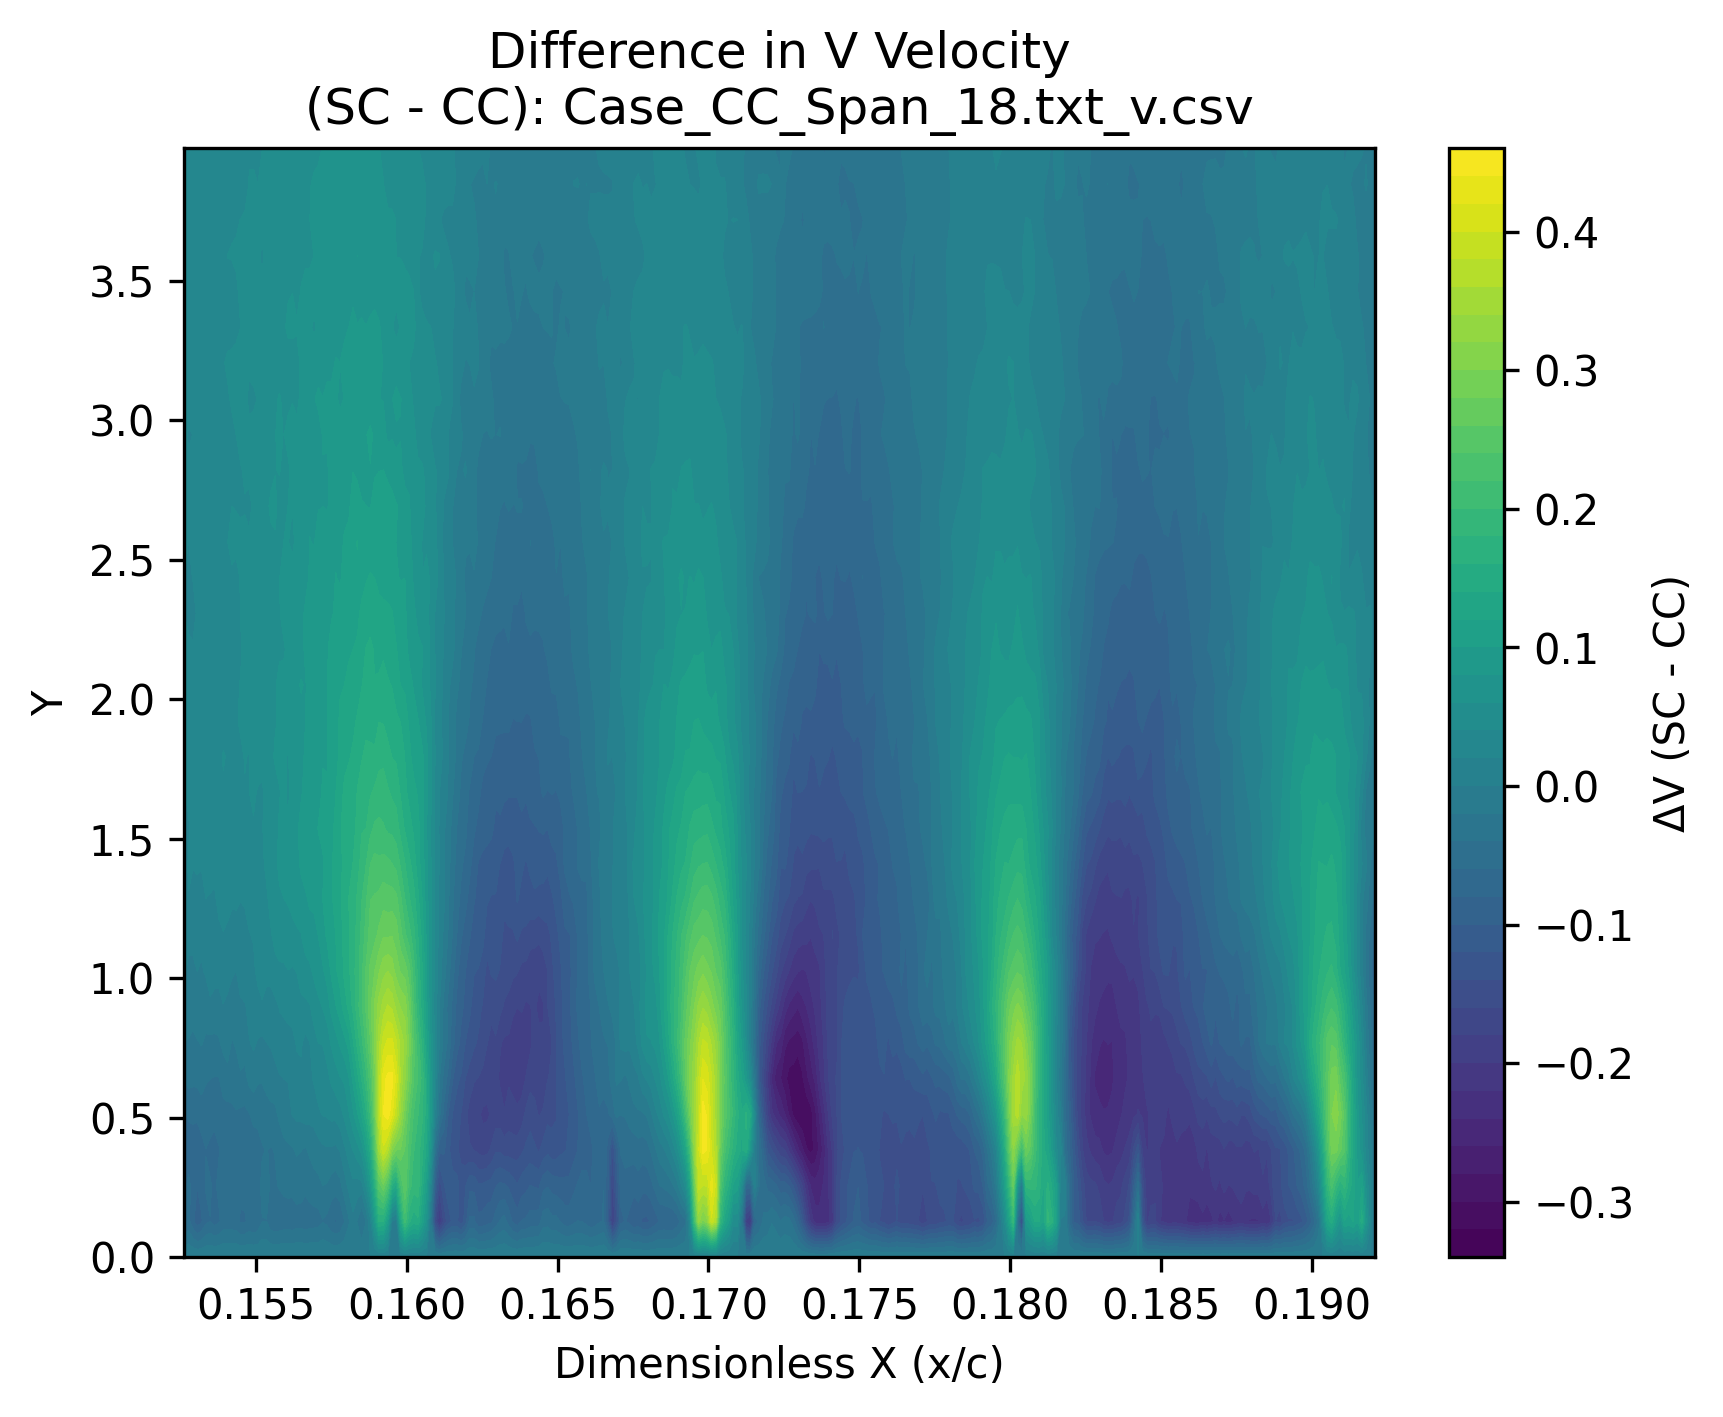 Difference in V Velocity
(SC - CC): Case_CC_Span_18.txt_v.csv
3.5
3.0
2.5
2.0
1.5
1.0
0.5
0.0
Y
0.155 0.160 0.165 0.170 0.175 0.180 0.185 0.190
Dimensionless X (x/c)
0.4
0.3
0.2
0.1
0.0
−0.1
−0.2
−0.3
ΔV (SC - CC)